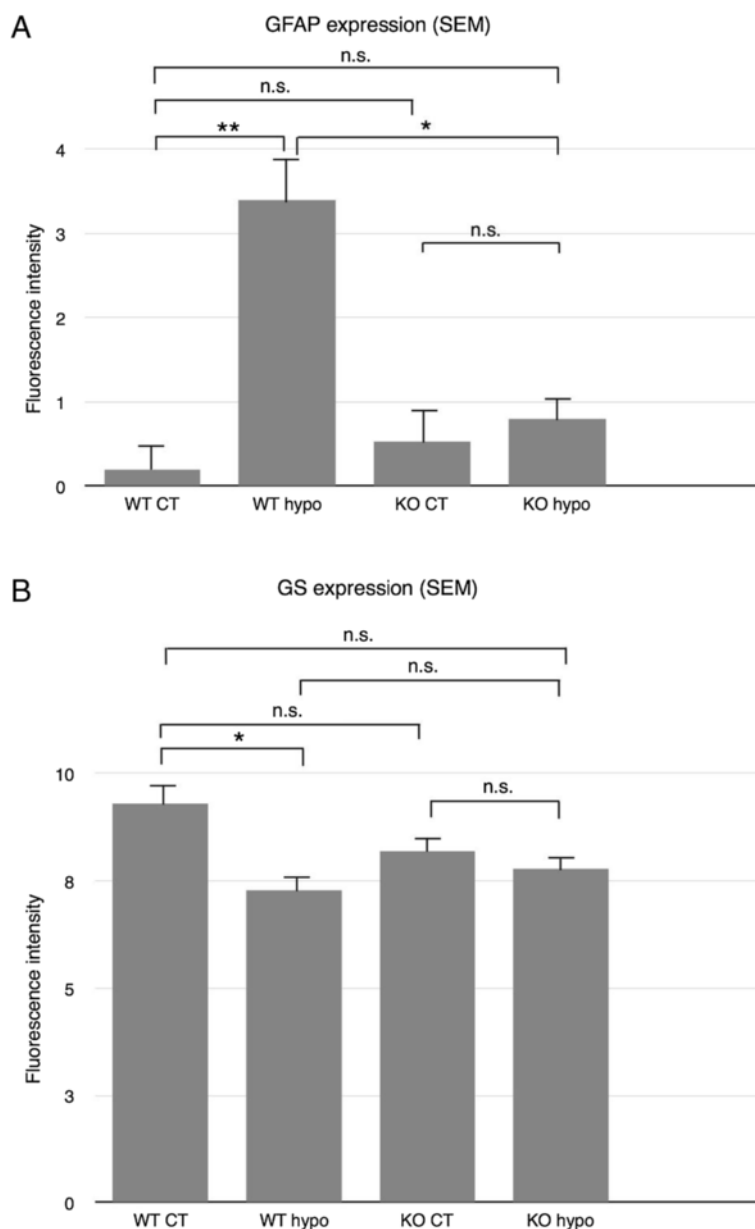 A
GFAP expression (SEM)
n.s.
n.s.
**
*
n.s.
4
3
2
1
0
Fluorescence intensity
WT CT
WT hypo
KO CT
KO hypo
B
GS expression (SEM)
n.s.
n.s.
n.s.
*
n.s.
10
8
5
3
0
Fluorescence intensity
WT CT
WT hypo
KO CT
KO hypo